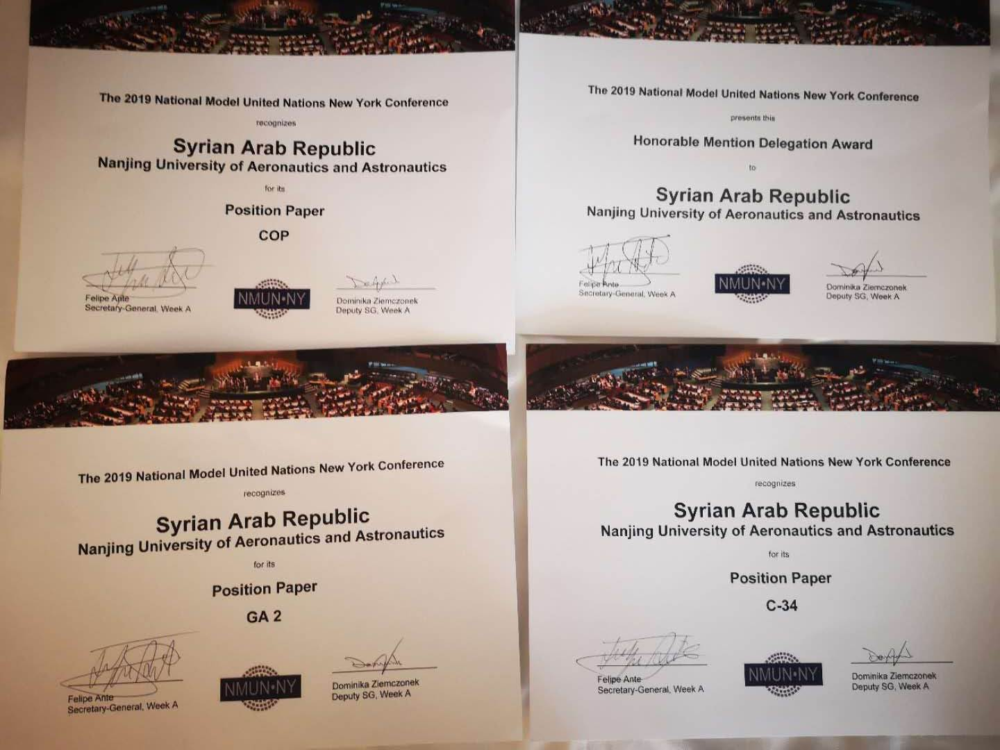 The 2019 National Model United Nations New York Conference
recognizes
Syrian Arab Republic
Nanjing University of Aeronautics and Astronautics
for its
Position Paper
COP
Felipe Ante
Secretary-General, Week A
NMUN•NY
Dominika Ziemczonek
Deputy SG, Week A
The 2019 National Model United Nations New York Conference
presents this
Honorable Mention Delegation Award
to
Syrian Arab Republic
Nanjing University of Aeronautics and Astronautics
Felipe Ante
Secretary-General, Week A
NMUN•NY
Dominika Ziemczonek
Deputy SG, Week A
The 2019 National Model United Nations New York Conference
recognizes
Syrian Arab Republic
Nanjing University of Aeronautics and Astronautics
for its
Position Paper
GA 2
Felipe Ante
Secretary-General, Week A
NMUN•NY
Dominika Ziemczonek
Deputy SG, Week A
The 2019 National Model United Nations New York Conference
recognizes
Syrian Arab Republic
Nanjing University of Aeronautics and Astronautics
for its
Position Paper
C-34
Felipe Ante
Secretary-General, Week A
NMUN•NY
Dominika Ziemczonek
Deputy SG, Week A